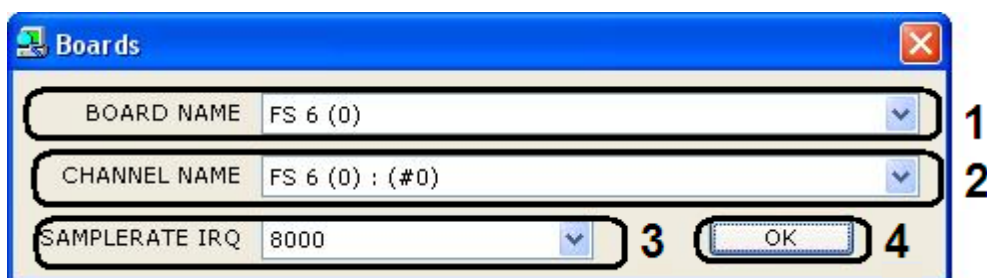 Boards
BOARD NAME FS 6 (0) 1
CHANNEL NAME FS 6 (0) : (#0) 2
SAMPLERATE IRQ 8000 3 OK 4